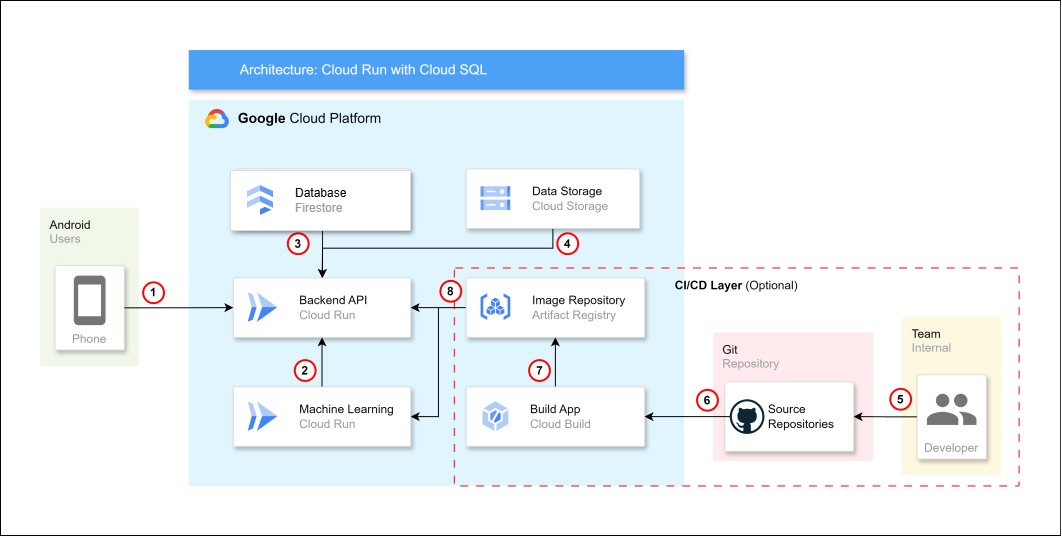 Architecture: Cloud Run with Cloud SQL
Google Cloud Platform
Database
Firestore
Data Storage
Cloud Storage
3
4
Android
Users
Phone
1
Backend API
Cloud Run
8
Image Repository
Artifact Registry
CI/CD Layer (Optional)
2
7
Machine Learning
Cloud Run
Build App
Cloud Build
6
Git
Repository
Source
Repositories
5
Team
Internal
Developer